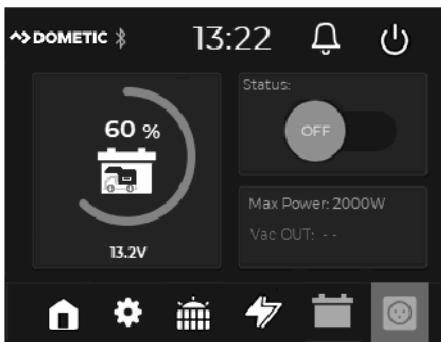 DOMETIC 13:22
60 %
13.2V
Status:
OFF
Max Power: 2000W
Vac OUT: --